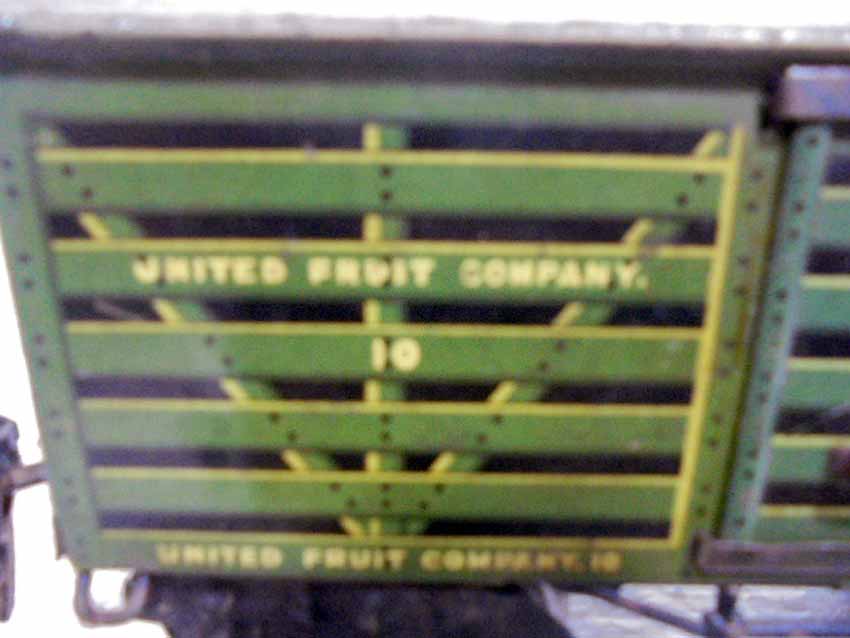 UNITED FRUIT COMPANY.
10
UNITED FRUIT COMPANY. 10